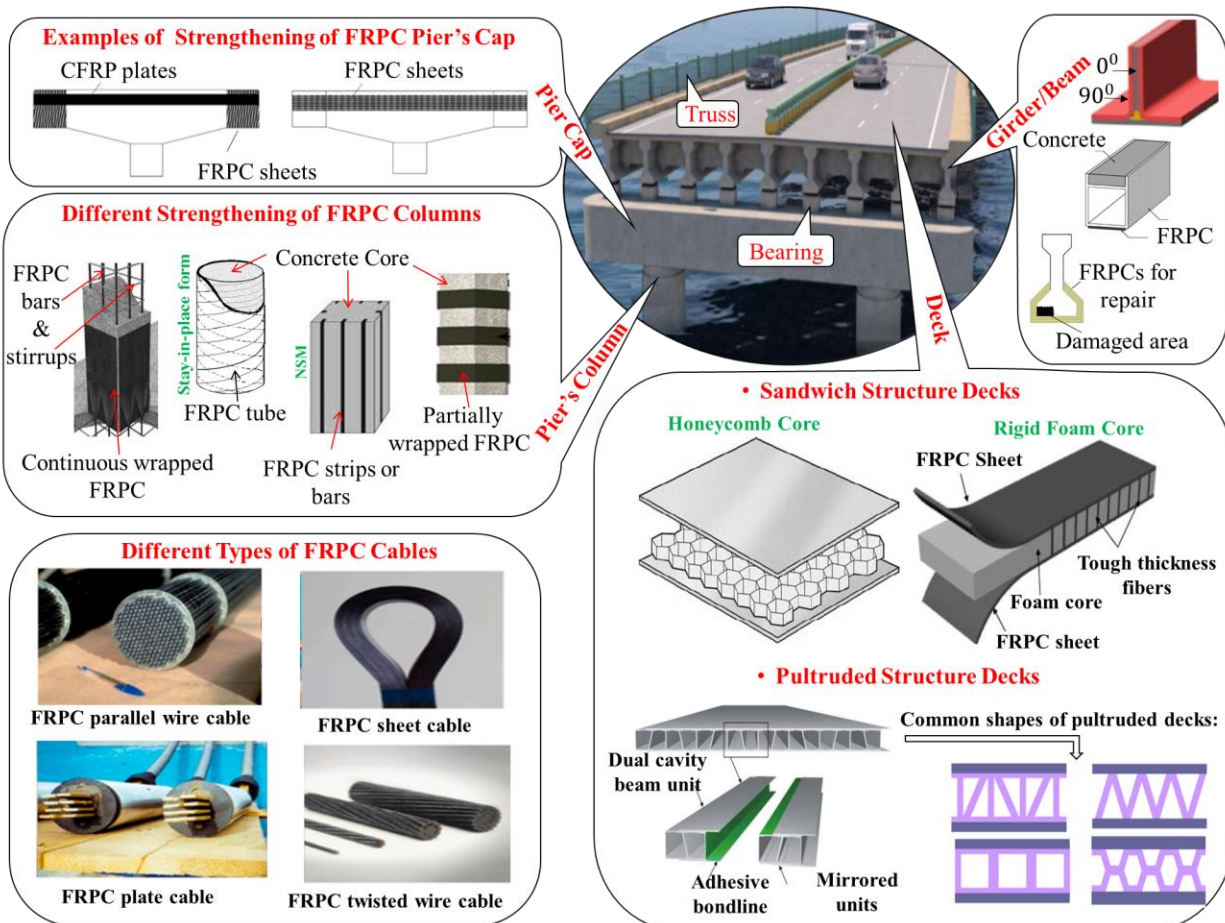 Examples of Strengthening of FRPC Pier's Cap
CFRP plates
FRPC sheets
FRPC sheets
Different Strengthening of FRPC Columns
FRPC
bars
&
stirrups
Stay-in-place form
Concrete Core
NSM
FRPC tube
Continuous wrapped
FRPC
FRPC strips or
bars
Partially
wrapped FRPC
Different Types of FRPC Cables
FRPC parallel wire cable
FRPC sheet cable
FRPC plate cable
FRPC twisted wire cable
Truss
Bearing
Pier Cap
Pier's Column
Girder/Beam
Deck
0⁰
90⁰
Concrete
FRPC
FRPCs for
repair
Damaged area
• Sandwich Structure Decks
Honeycomb Core
Rigid Foam Core
FRPC Sheet
Tough thickness
fibers
Foam core
FRPC sheet
• Pultruded Structure Decks
Dual cavity
beam unit
Adhesive
bondline
Mirrored
units
Common shapes of pultruded decks: